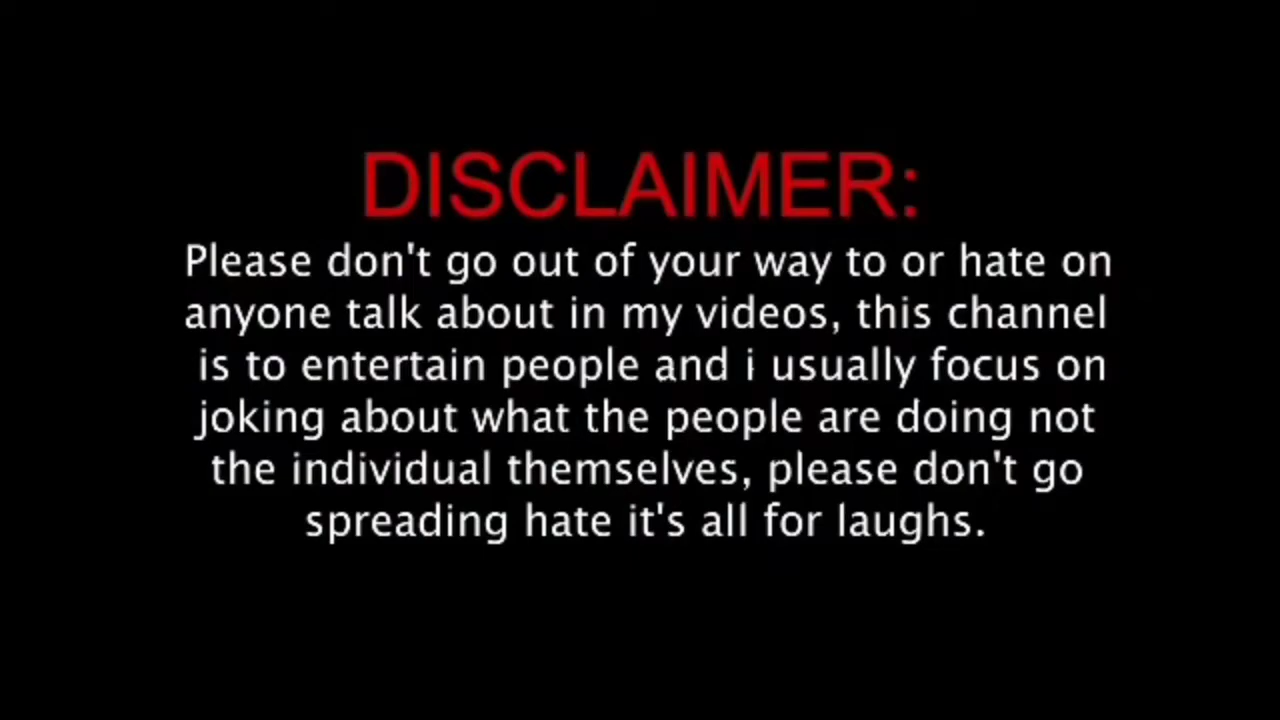 DISCLAIMER:
Please don't go out of your way to or hate on
anyone talk about in my videos, this channel
is to entertain people and i usually focus on
joking about what the people are doing not
the individual themselves, please don't go
spreading hate it's all for laughs.